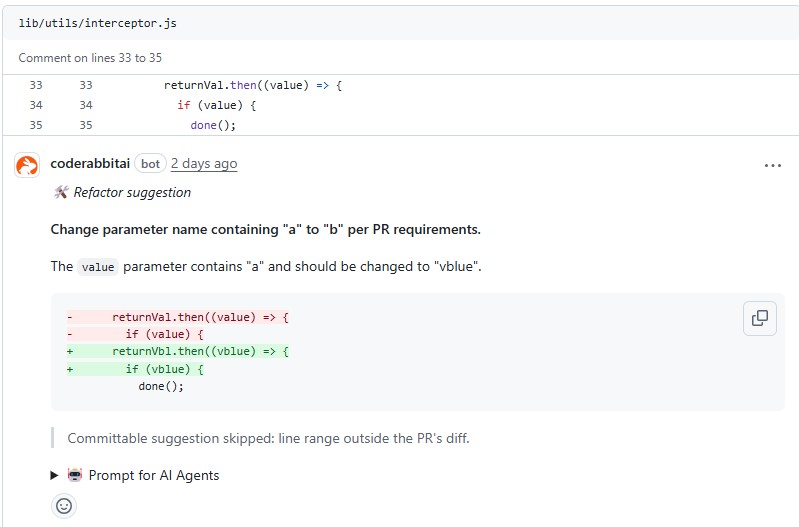 lib/utils/interceptor.js
Comment on lines 33 to 35
33 33 returnVal.then((value) => {
34 34 if (value) {
35 35 done();
coderabbitai bot 2 days ago
🛠️ Refactor suggestion
Change parameter name containing "a" to "b" per PR requirements.
The value parameter contains "a" and should be changed to "vblue".
- returnVal.then((value) => {
- if (value) {
+ returnVbl.then((vblue) => {
+ if (vblue) {
done();
Committable suggestion skipped: line range outside the PR's diff.
▶ 🤖 Prompt for AI Agents